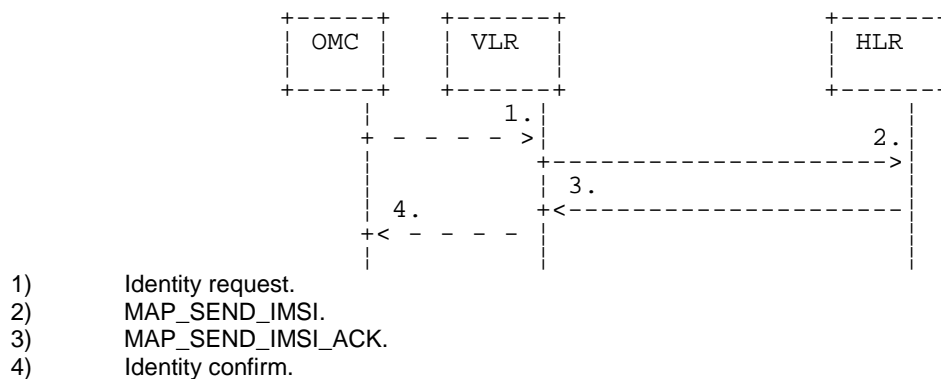 OMC VLR HLR
1.
2.
3.
4.
1) Identity request.
2) MAP_SEND_IMSI.
3) MAP_SEND_IMSI_ACK.
4) Identity confirm.